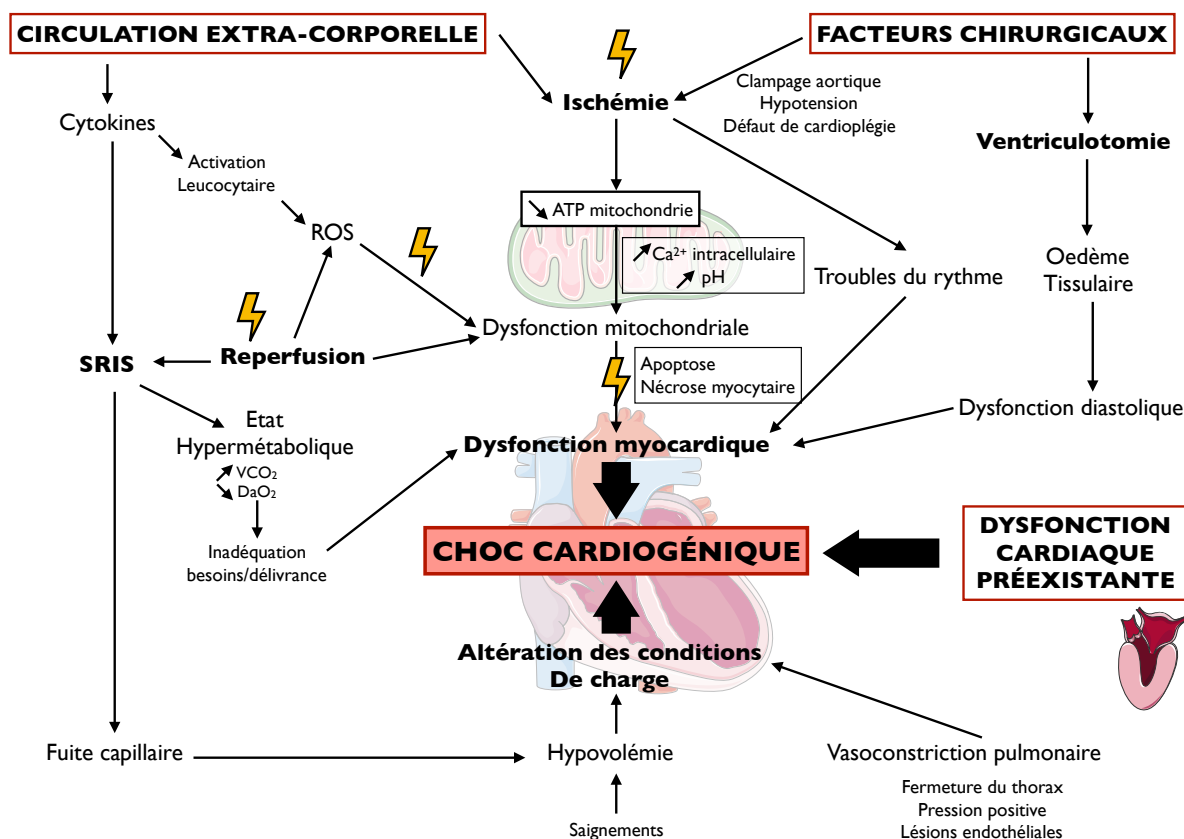 CIRCULATION EXTRA-CORPORELLE
FACTEURS CHIRURGICAUX
Ischémie
Clampage aortique
Hypotension
Défaut de cardioplégie
Cytokines
Ventriculotomie
Activation
Leucocytaire
ATP mitochondrie
ROS
Ca²⁺ intracellulaire
pH
Troubles du rythme
Oedème
Tissulaire
Dysfonction mitochondriale
Reperfusion
SRIS
Apoptose
Nécrose myocytaire
Etat
Hypermétabolique
VCO₂
DaO₂
Dysfonction myocardique
Dysfonction diastolique
Inadéquation
besoins/délivrance
CHOC CARDIOGÉNIQUE
DYSFONCTION
CARDIAQUE
PRÉEXISTANTE
Altération des conditions
De charge
Fuite capillaire
Hypovolémie
Vasoconstriction pulmonaire
Fermeture du thorax
Pression positive
Lésions endothéliales
Saignements